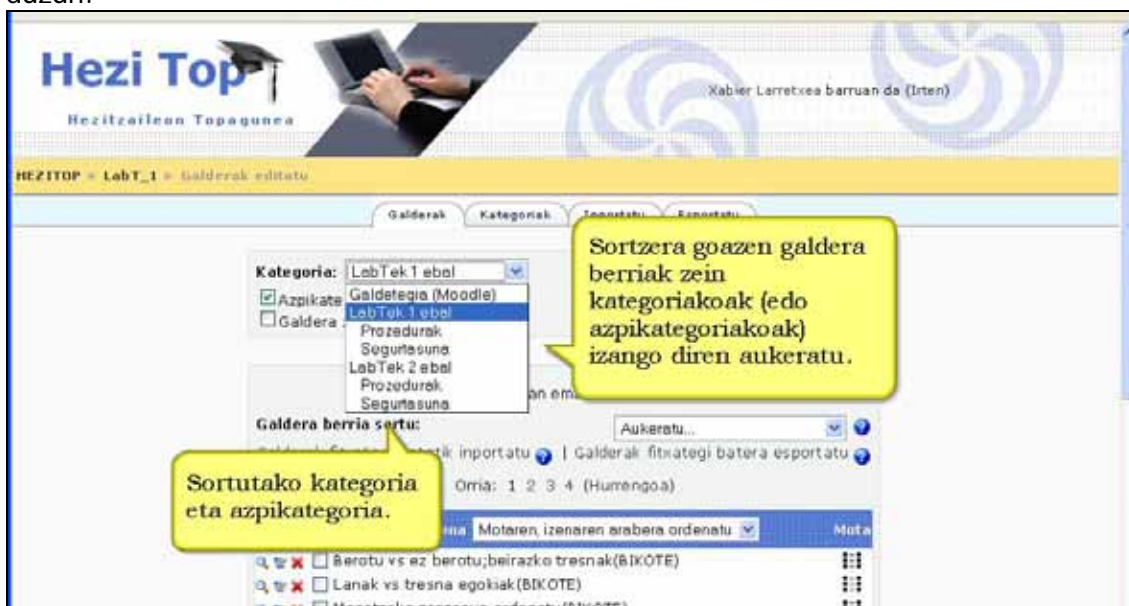 Hezi Top
Hezitzaileen Topagunea
Xabier Larretxea barruan da (Irten)
HEZITOP » LabT_1 » Galderak editatu
Galderak Kategoriak Inportatu Esportatu
Kategoria: LabTek 1 ebal
Azpikate
Galdera
Galdetegia (Moodle)
LabTek 1 ebal
Prozedurak
Segurtasuna
LabTek 2 ebal
Prozedurak
Segurtasuna
Sortzera goazen galdera
berriak zein
kategoriakoak (edo
azpikategoriakoak)
izango diren aukeratu.
an em
Galdera berria sortu: Aukeratu...
inportatu | Galderak fitxategi batera esportatu
Sortutako kategoria
eta azpikategoria.
Orria: 1 2 3 4 (Hurrengoa)
ena Motaren, izenaren arabera ordenatu Mota
Berotu vs ez berotu;beirazko tresnak(BIKOTE)
Lanak vs tresna egokiak(BIKOTE)